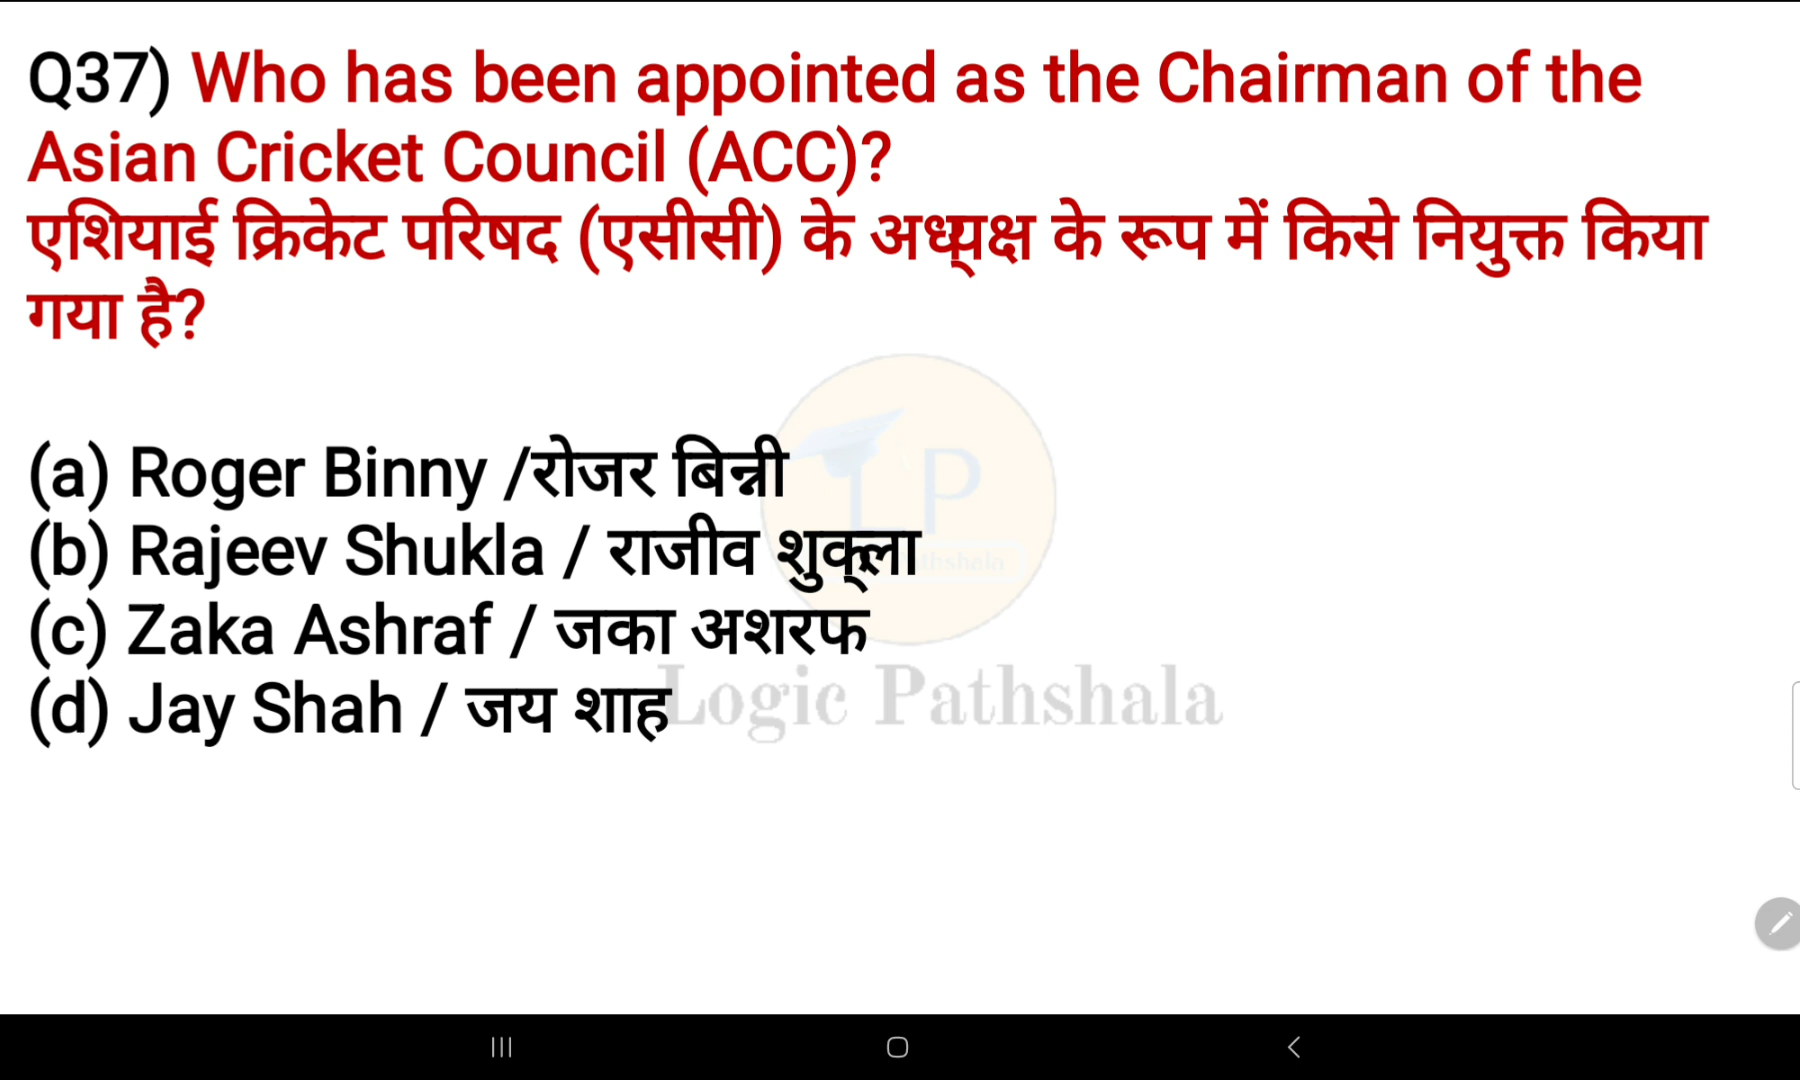 Q37) Who has been appointed as the Chairman of the
Asian Cricket Council (ACC)?
एशियाई क्रिकेट परिषद (एसीसी) के अध्यक्ष के रूप में किसे नियुक्त किया
गया है?
(a) Roger Binny /रोजर बिन्नी
(b) Rajeev Shukla / राजीव शुक्ला
(c) Zaka Ashraf / जका अशरफ
(d) Jay Shah / जय शाह
LP
Logic Pathshala